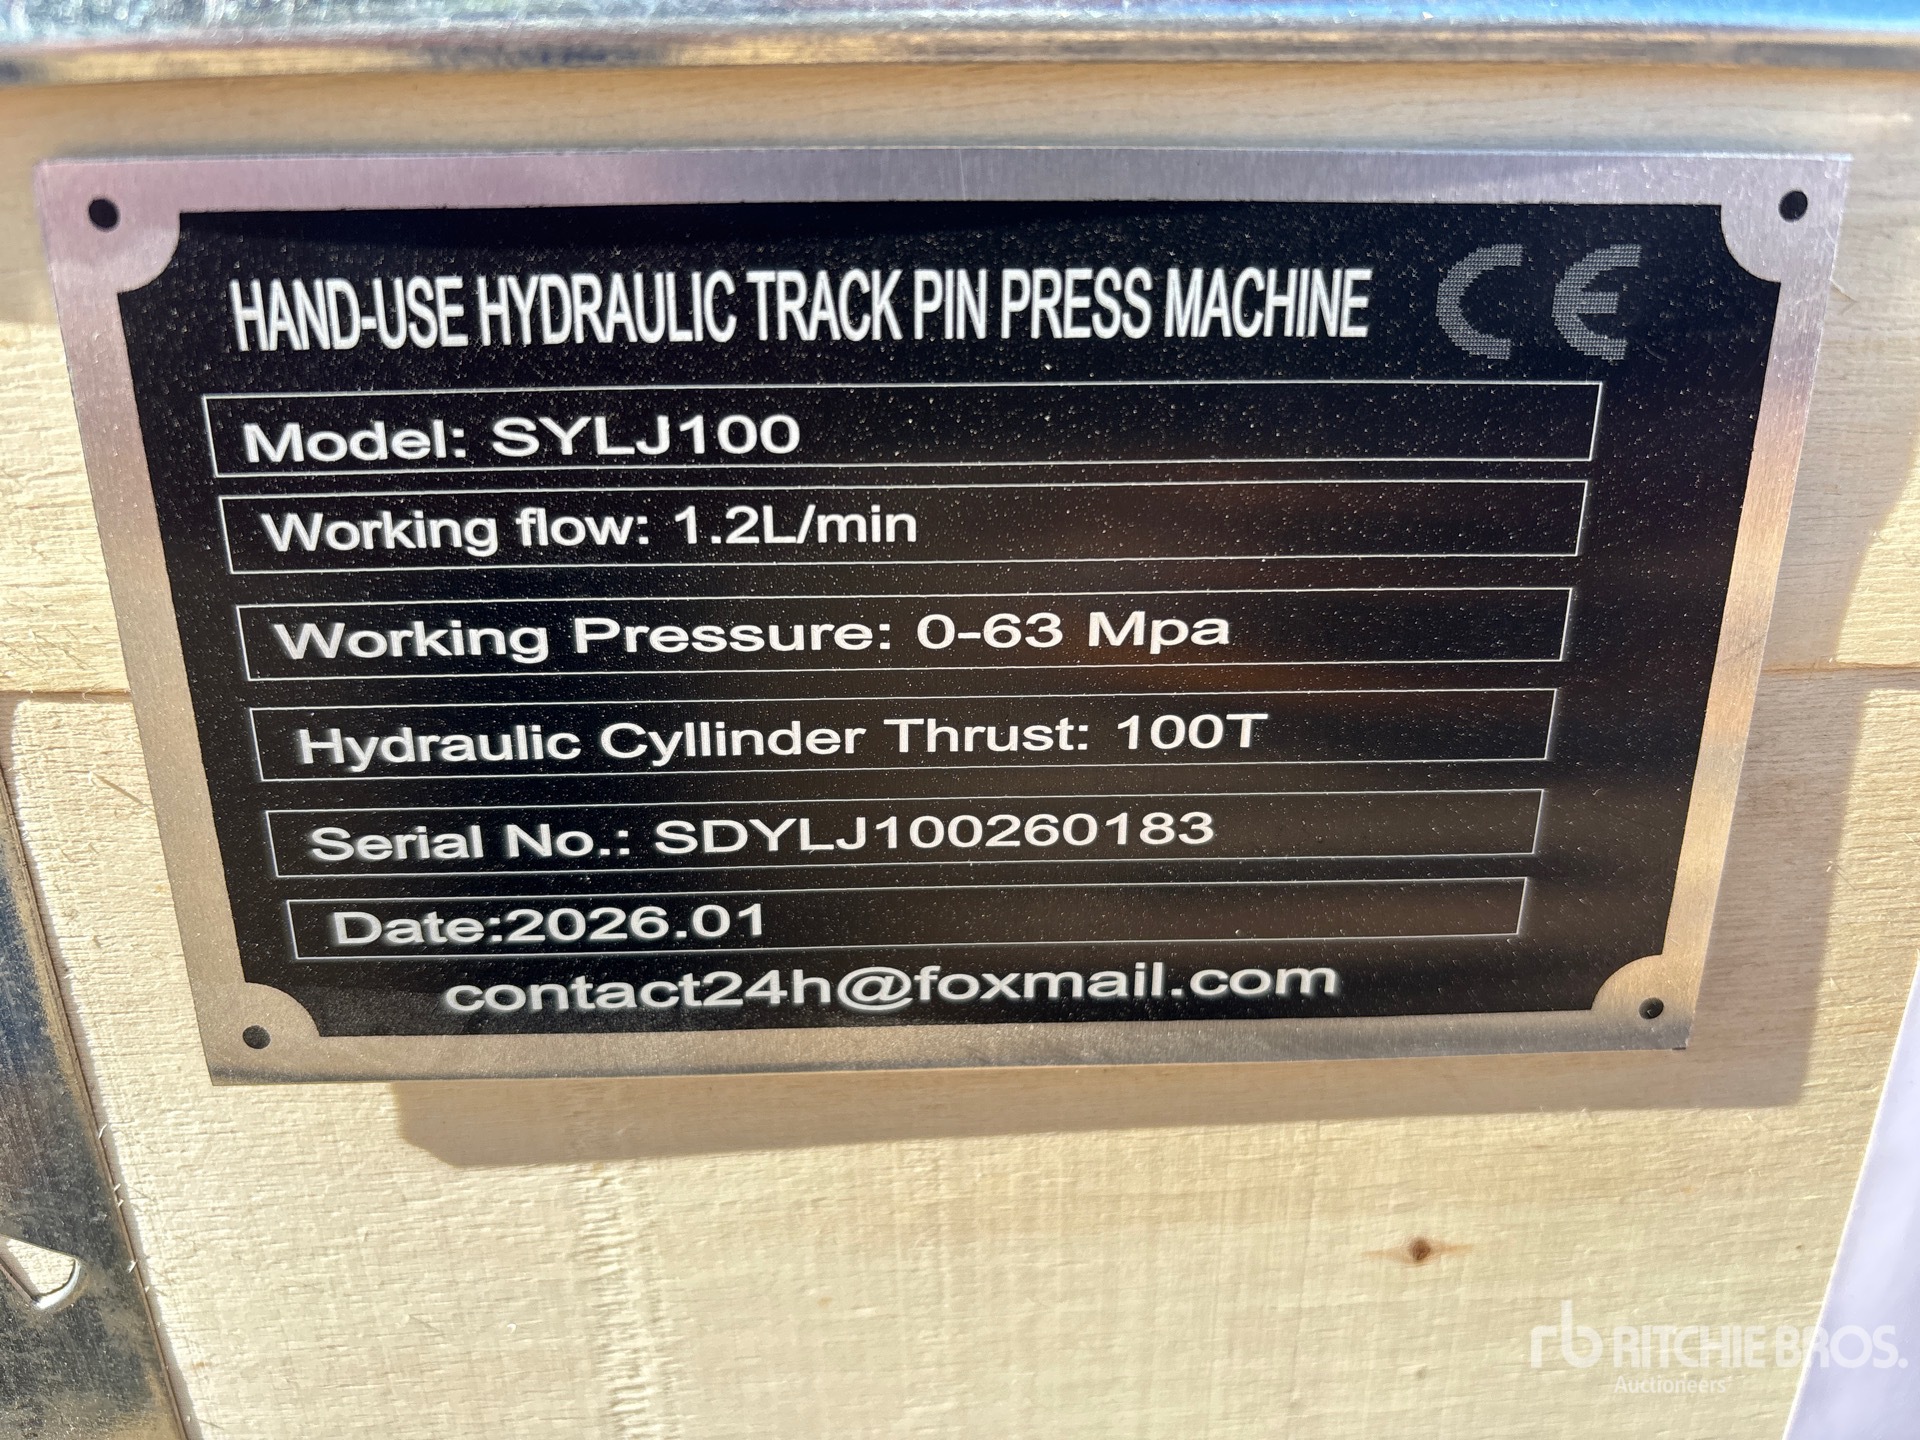 HAND-USE HYDRAULIC TRACK PIN PRESS MACHINE CE
Model: SYLJ100
Working flow: 1.2L/min
Working Pressure: 0-63 Mpa
Hydraulic Cyllinder Thrust: 100T
Serial No.: SDYLJ100260183
Date:2026.01
contact24h@foxmail.com
rb RITCHIE BROS.
Auctioneers